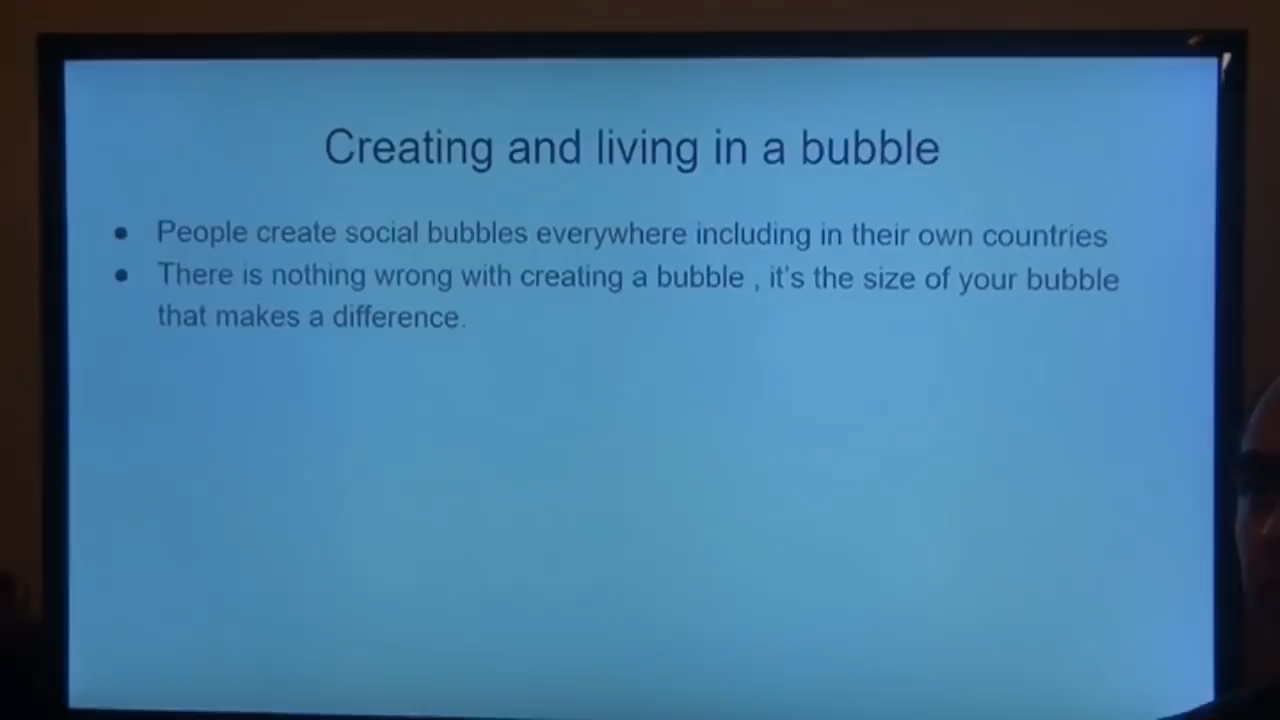 Creating and living in a bubble
● People create social bubbles everywhere including in their own countries
● There is nothing wrong with creating a bubble , it's the size of your bubble
that makes a difference.